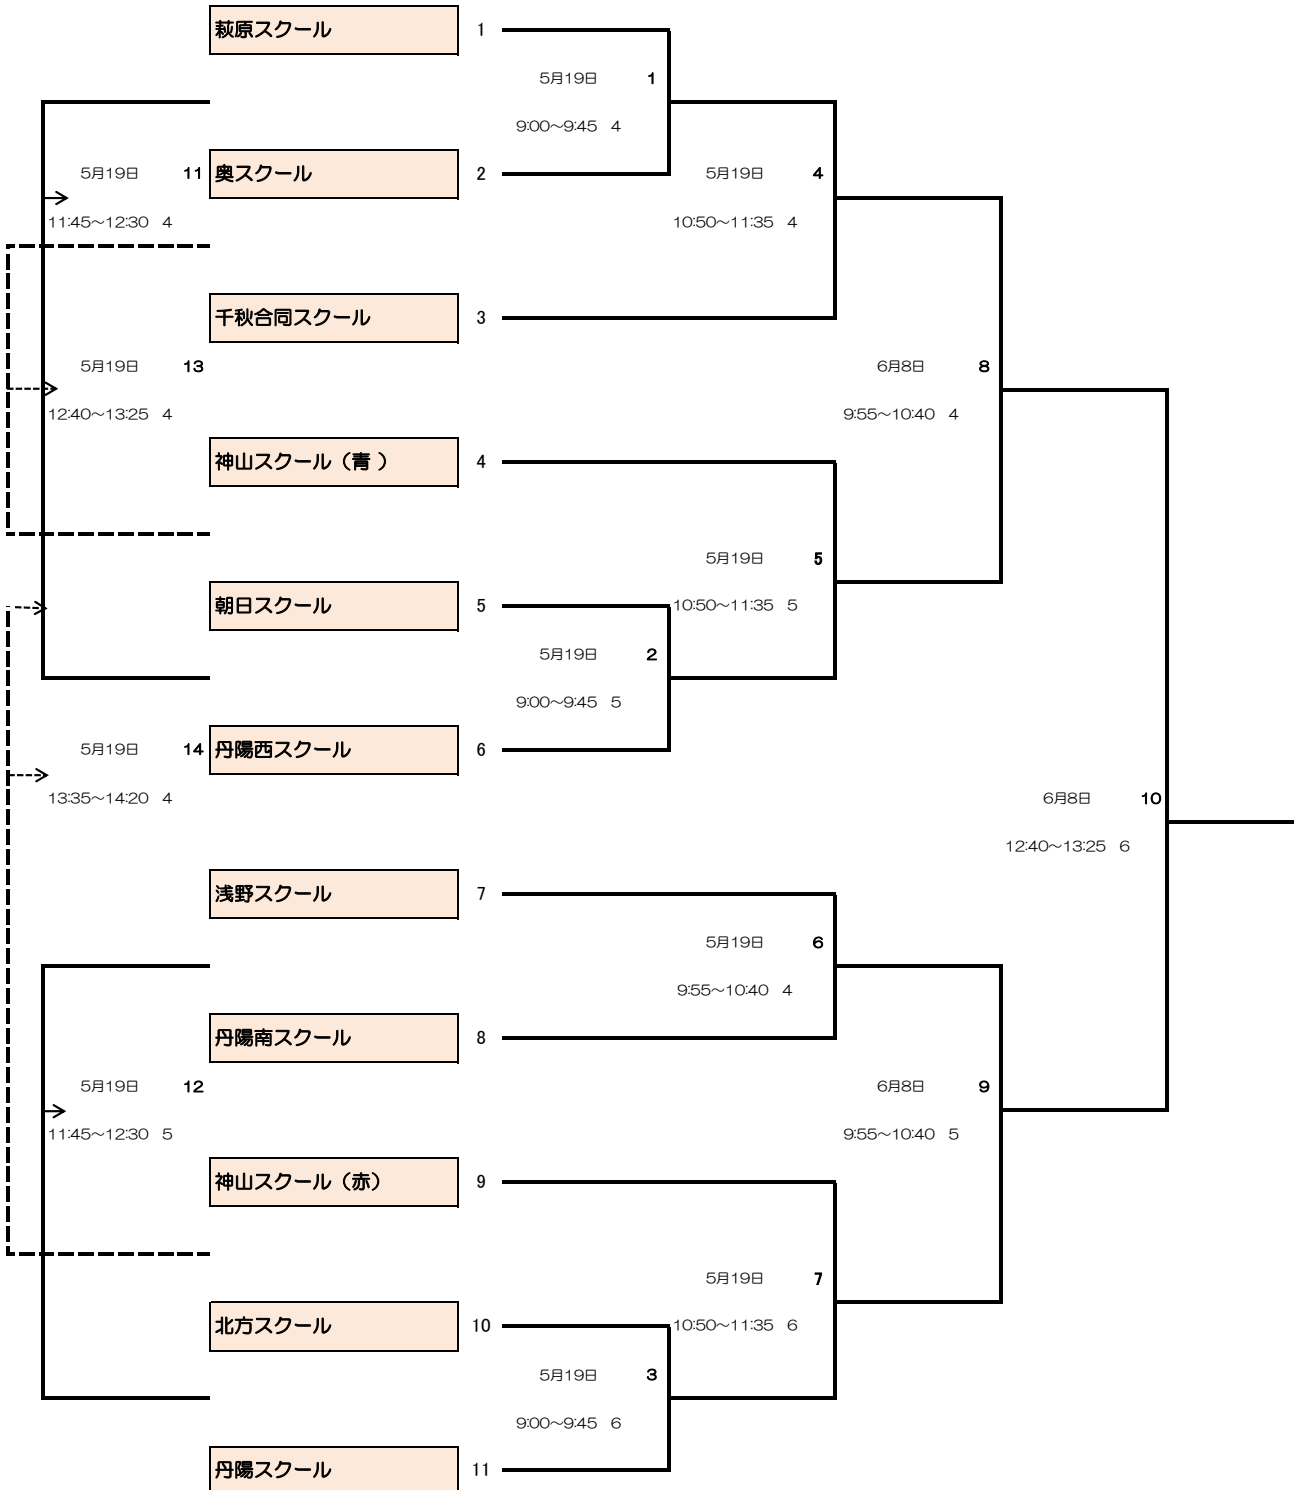 萩原スクール 1
5月19日 1
9:00～9:45 4
5月19日 11 奥スクール 2 5月19日 4
11:45～12:30 4 10:50～11:35 4
千秋合同スクール 3
5月19日 13 6月8日 8
12:40～13:25 4 9:55～10:40 4
神山スクール（青 ） 4
5月19日 5
朝日スクール 5 10:50～11:35 5
5月19日 2
9:00～9:45 5
5月19日 14 丹陽西スクール 6
13:35～14:20 4 6月8日 10
12:40～13:25 6
浅野スクール 7
5月19日 6
9:55～10:40 4
丹陽南スクール 8
5月19日 12 6月8日 9
11:45～12:30 5 9:55～10:40 5
神山スクール（赤） 9
5月19日 7
北方スクール 10 10:50～11:35 6
5月19日 3
9:00～9:45 6
丹陽スクール 11